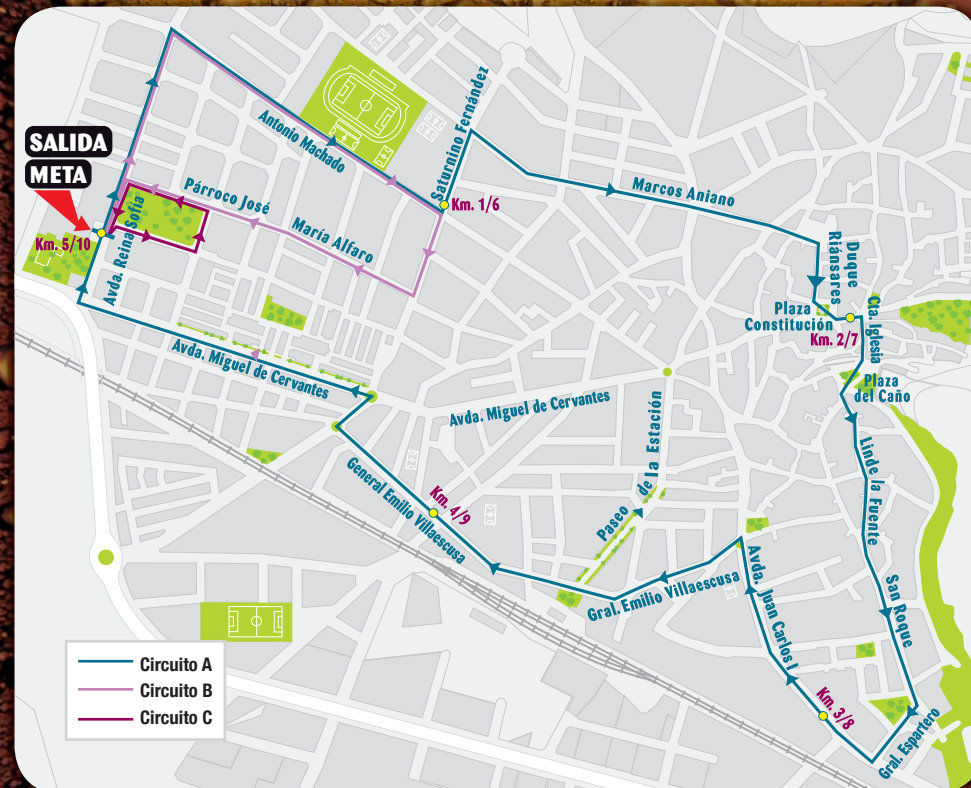 SALIDA
META
Antonio Machado
Saturnino Fernández
Km. 1/6
Marcos Aniano
Párroco José
María Alfaro
Km. 5/10
Avda. Reina Sofía
Duque
Riánsares
Plaza
Constitución
Km. 2/7
Cta. Iglesia
Plaza
del Caño
Avda. Miguel de Cervantes
Avda. Miguel de Cervantes
Paseo de la Estación
Linde la Fuente
General Emilio Villaescusa
Km. 4/9
Gral. Emilio Villaescusa
Avda. Juan Carlos I
San Roque
Km. 3/8
Gral. Espartero
Circuito A
Circuito B
Circuito C